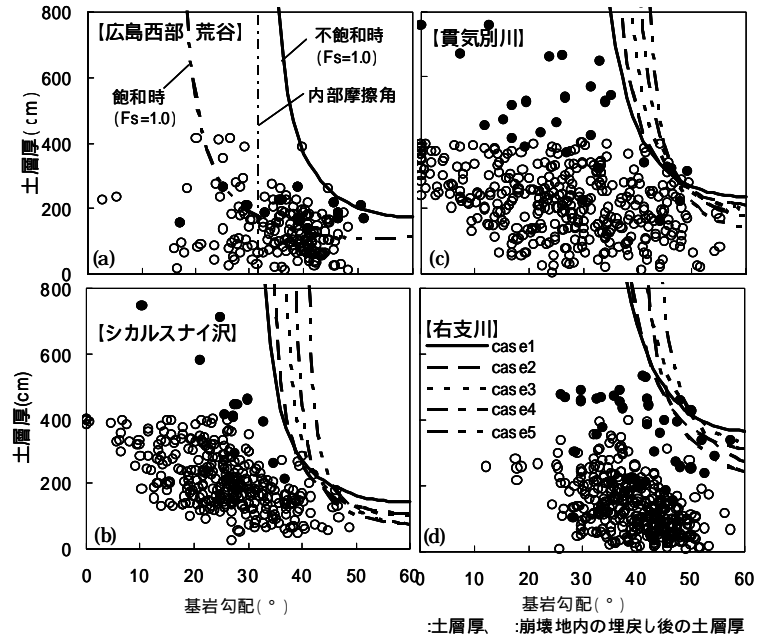 【広島西部 荒谷】
不飽和時
(Fs=1.0)
飽和時
(Fs=1.0)
内部摩擦角
(a)
800
600
400
200
0
土層厚(cm)
【貫気別川】
(c)
【シカルスナイ沢】
(b)
800
600
400
200
0
土層厚(cm)
0 10 20 30 40 50 60
基岩勾配(°)
【右支川】
case1
case2
case3
case4
case5
(d)
0 10 20 30 40 50 60
基岩勾配(°)
:土層厚、 :崩壊地内の埋戻し後の土層厚